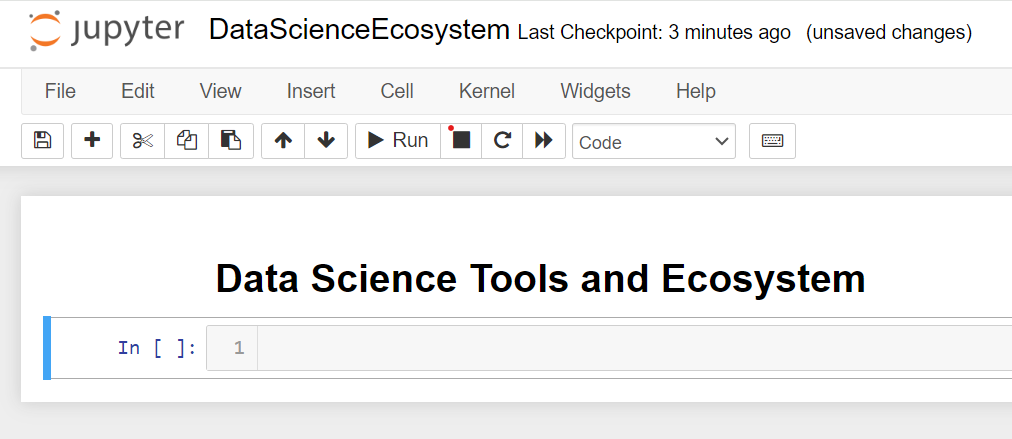 jupyter DataScienceEcosystem Last Checkpoint: 3 minutes ago (unsaved changes)
File Edit View Insert Cell Kernel Widgets Help
Run Code
Data Science Tools and Ecosystem
In [ ]: 1